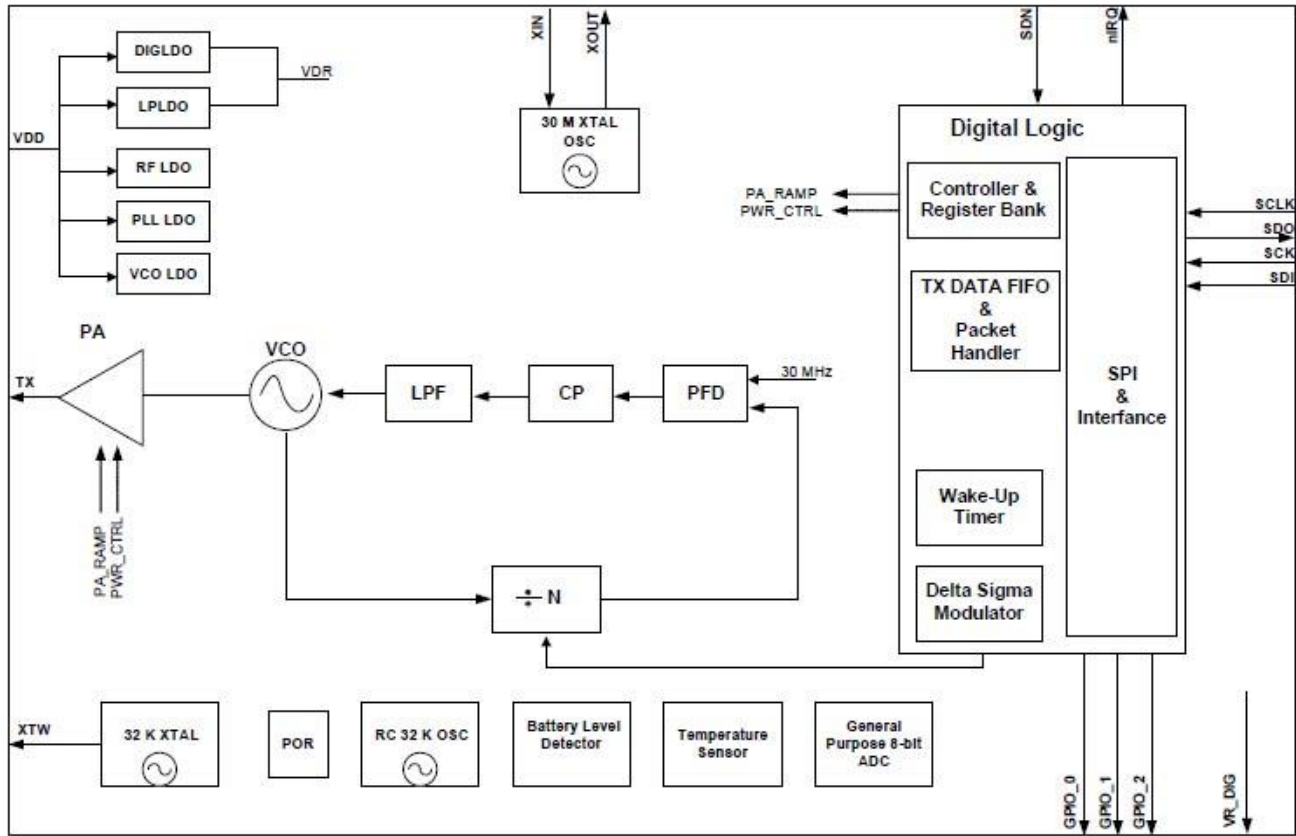 XIN
XOUT
SDN
nIRQ
DIGLDO
VDR
LPLDO
VDD
RF LDO
PLL LDO
VCO LDO
30 M XTAL
OSC
Digital Logic
Controller &
Register Bank
PA_RAMP
PWR_CTRL
SCLK
SDO
SCK
SDI
TX DATA FIFO
&
Packet
Handler
SPI
&
Interfance
PA
VCO
TX
LPF
CP
PFD
30 MHz
PA_RAMP
PWR_CTRL
Wake-Up
Timer
÷ N
Delta Sigma
Modulator
XTW
32 K XTAL
POR
RC 32 K OSC
Battery Level
Detector
Temperature
Sensor
General
Purpose 8-bit
ADC
GPIO_0
GPIO_1
GPIO_2
VR_DIG